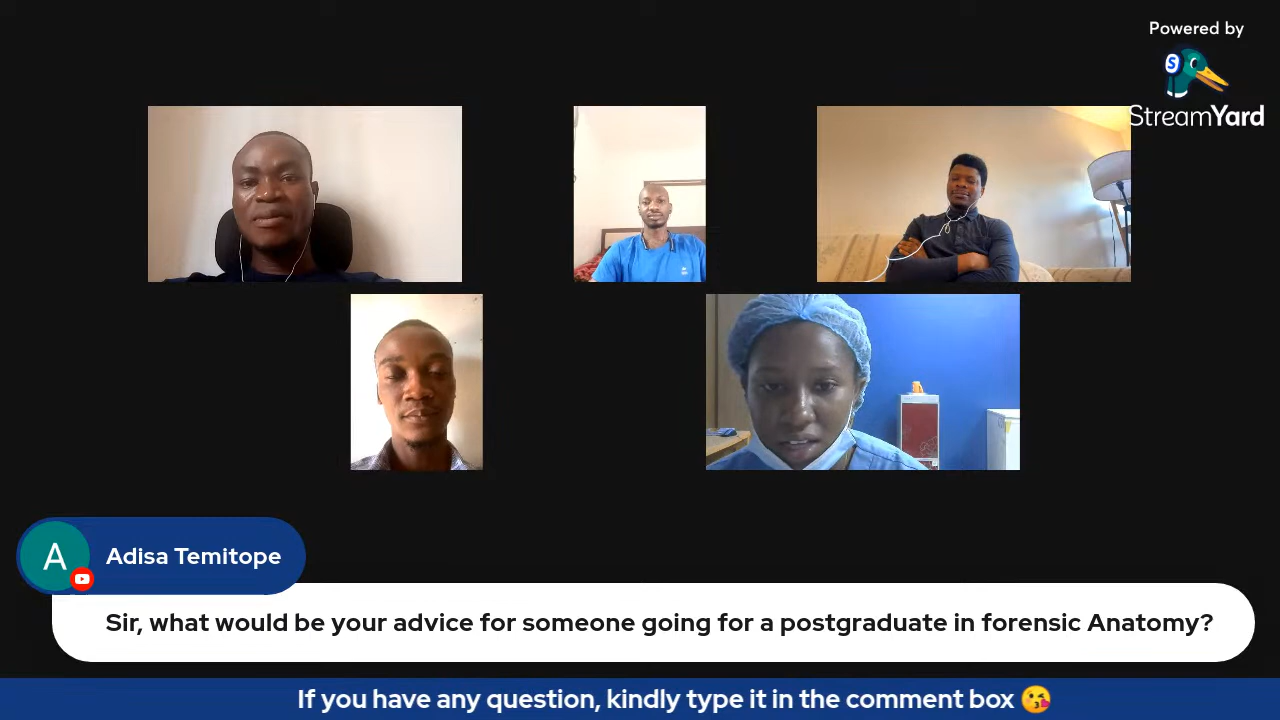 Powered by
S
StreamYard
A
Adisa Temitope
Sir, what would be your advice for someone going for a postgraduate in forensic Anatomy?
If you have any question, kindly type it in the comment box 😘